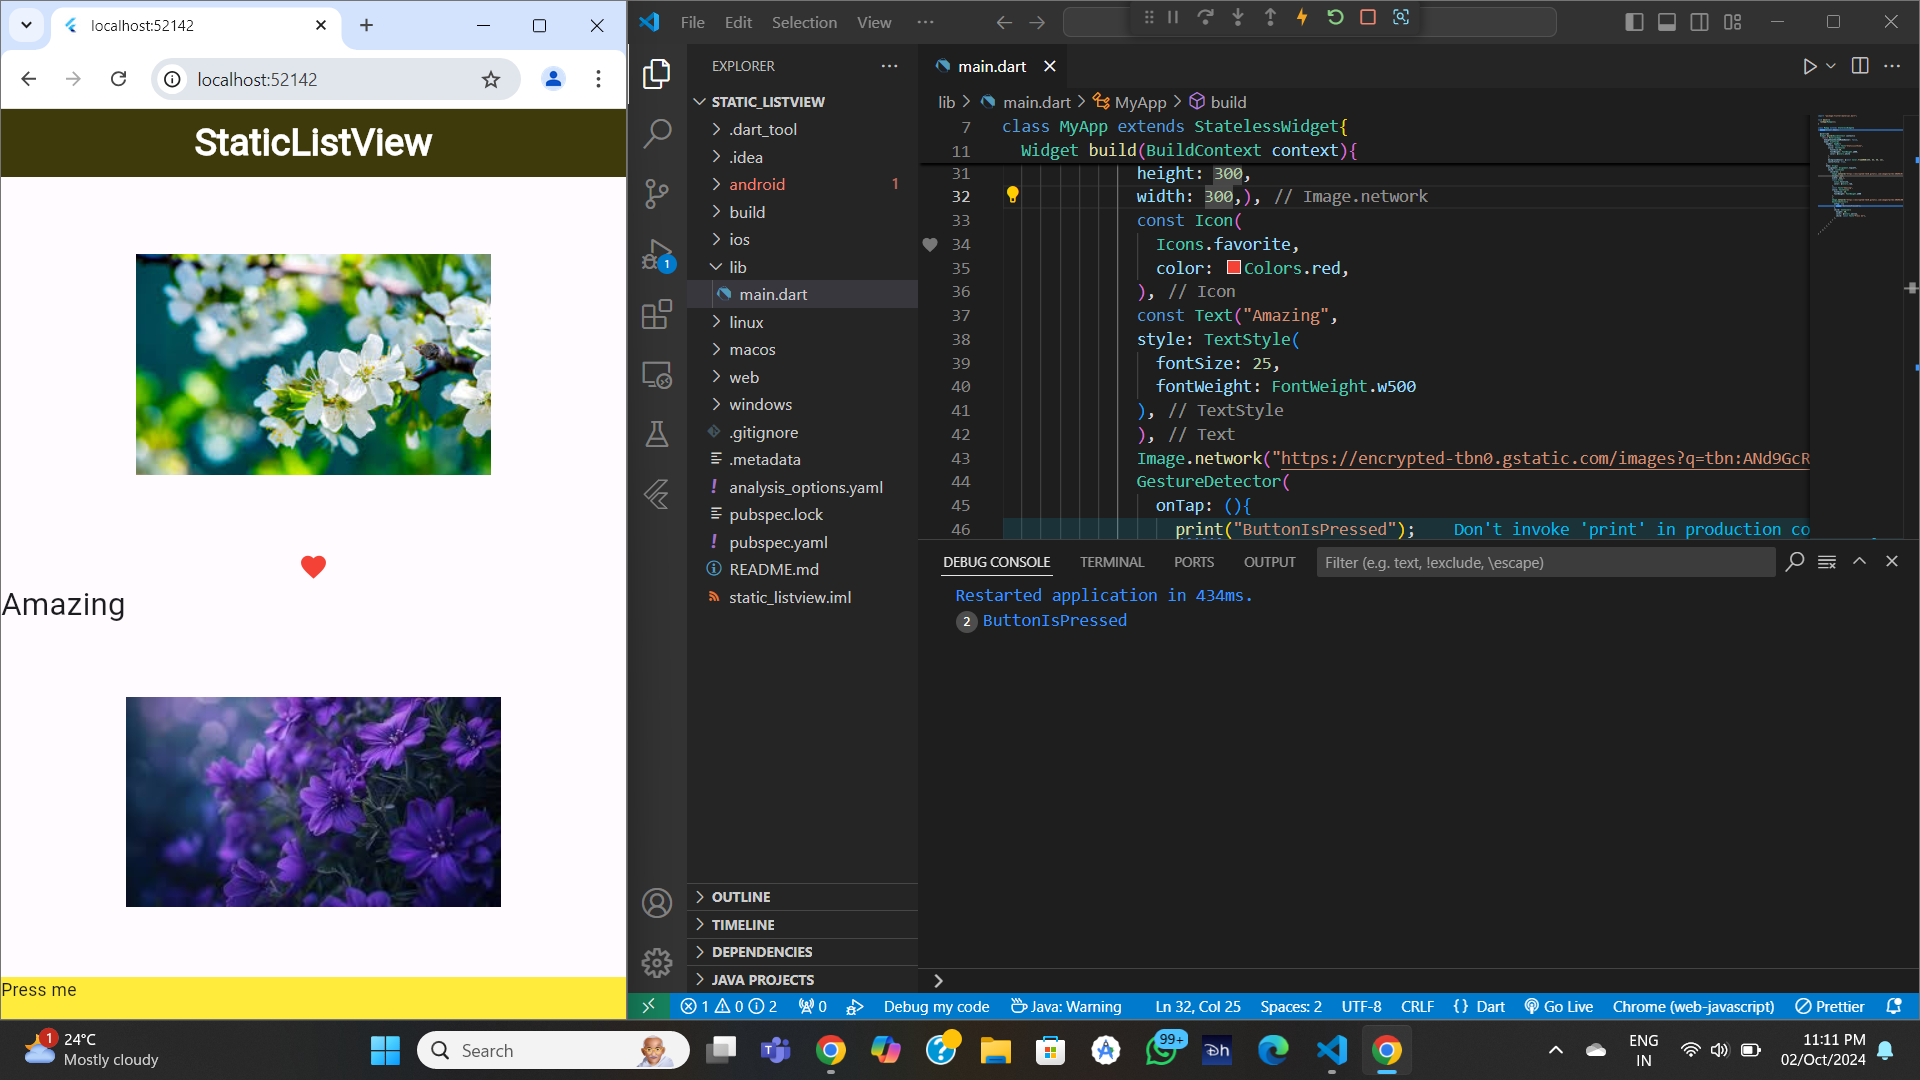 localhost:52142
localhost:52142
StaticListView
Amazing
Press me
File Edit Selection View
EXPLORER
STATIC_LISTVIEW
.dart_tool
.idea
android 1
build
ios
lib
main.dart
linux
macos
web
windows
.gitignore
.metadata
analysis_options.yaml
pubspec.lock
pubspec.yaml
README.md
static_listview.iml
OUTLINE
TIMELINE
DEPENDENCIES
JAVA PROJECTS
1
main.dart
lib > main.dart > MyApp > build
7 class MyApp extends StatelessWidget{
11 Widget build(BuildContext context){
31 height: 300,
32 width: 300,), // Image.network
33 const Icon(
34 Icons.favorite,
35 color: Colors.red,
36 ), // Icon
37 const Text("Amazing",
38 style: TextStyle(
39 fontSize: 25,
40 fontWeight: FontWeight.w500
41 ), // TextStyle
42 ), // Text
43 Image.network("https://encrypted-tbn0.gstatic.com/images?q=tbn:ANd9GcR
44 GestureDetector(
45 onTap: (){
46 print("ButtonIsPressed"); Don't invoke 'print' in production co
DEBUG CONSOLE TERMINAL PORTS OUTPUT Filter (e.g. text, !exclude, \escape)
Restarted application in 434ms.
2 ButtonIsPressed
1 0 2 0 Debug my code Java: Warning Ln 32, Col 25 Spaces: 2 UTF-8 CRLF {} Dart Go Live Chrome (web-javascript) Prettier
1 24°C
Mostly cloudy
Search
99+
ENG
IN
11:11 PM
02/Oct/2024